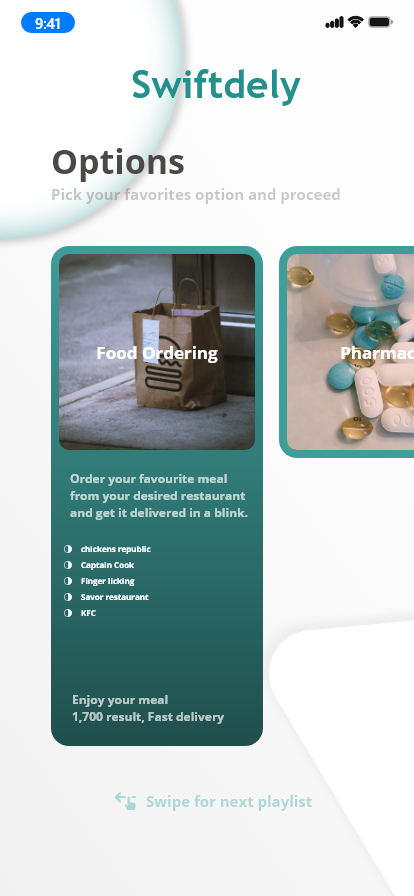 9:41
Swiftdely
Options
Pick your favorites option and proceed
Food Ordering
Pharmac
Order your favourite meal
from your desired restaurant
and get it delivered in a blink.
chickens republic
Captain Cook
Finger licking
Savor restaurant
KFC
Enjoy your meal
1,700 result, Fast delivery
Swipe for next playlist